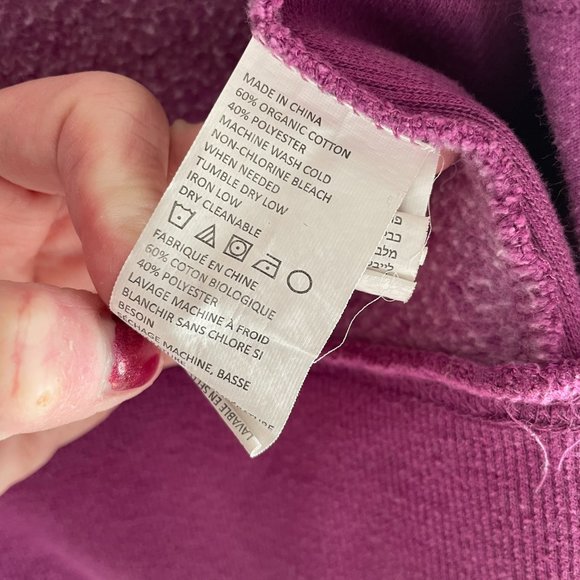 MADE IN CHINA
60% ORGANIC COTTON
40% POLYESTER
MACHINE WASH COLD
NON-CHLORINE BLEACH
WHEN NEEDED
TUMBLE DRY LOW
IRON LOW
DRY CLEANABLE
FABRIQUÉ EN CHINE
60% COTON BIOLOGIQUE
40% POLYESTER
LAVAGE MACHINE À FROID
BLANCHIR SANS CHLORE SI
BESOIN
SÉCHAGE MACHINE, BASSE
LAVABLE EN